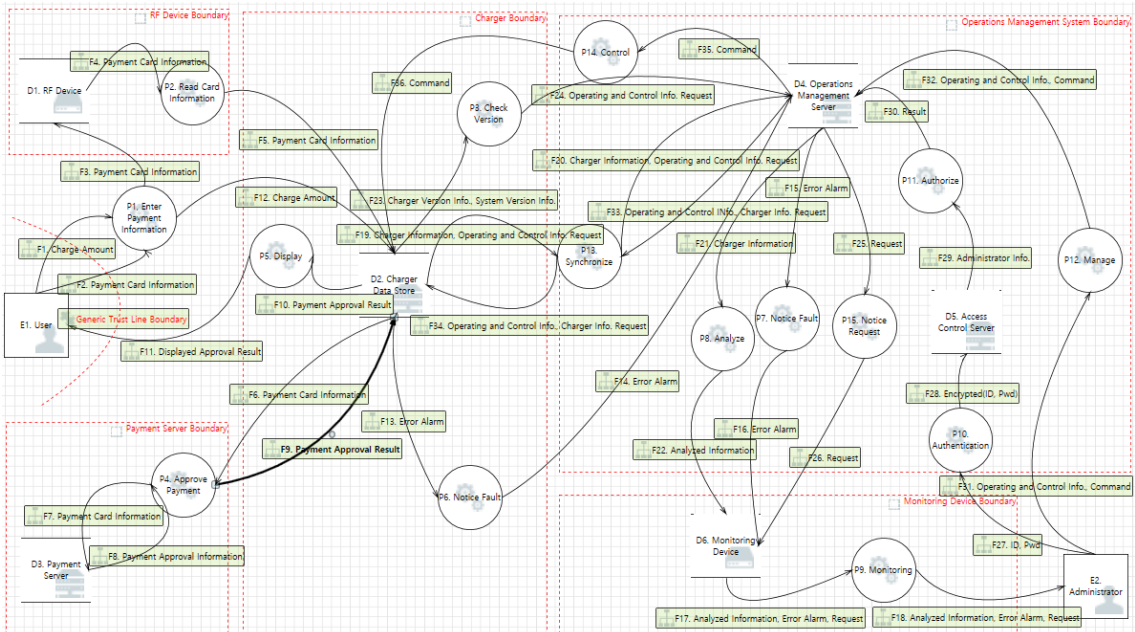 RF Device Boundary
Charger Boundary
Operations Management System Boundary
F4. Payment Card Information
D1. RF Device
P2. Read Card
Information
P14. Control
F35. Command
F36. Command
F24. Operating and Control Info. Request
D4. Operations
Management
Server
F32. Operating and Control Info., Command
F30. Result
P3. Check
Version
F5. Payment Card Information
F3. Payment Card Information
F20. Charger Information, Operating and Control Info. Request
F15. Error Alarm
P11. Authorize
F12. Charge Amount
F23. Charger Version Info., System Version Info.
F33. Operating and Control INfo., Charger Info. Request
P1. Enter
Payment
Information
F19. Charger Information, Operating and Control Info. Request
F21. Charger Information
F25. Request
F1. Charge Amount
P5. Display
P13.
Synchronize
F29. Administrator Info.
P12. Manage
F2. Payment Card Information
D2. Charger
Data Store
F10. Payment Approval Result
E1. User
Generic Trust Line Boundary
F34. Operating and Control Info., Charger Info. Request
P7. Notice Fault
P8. Analyze
P15. Notice
Request
D5. Access
Control Server
F11. Displayed Approval Result
F14. Error Alarm
F6. Payment Card Information
F28. Encrypted(ID, Pwd)
F13. Error Alarm
Payment Server Boundary
F16. Error Alarm
P10.
Authentication
F9. Payment Approval Result
F22. Analyzed Information
F26. Request
P4. Approve
Payment
P6. Notice Fault
F31. Operating and Control Info., Command
Monitoring Device Boundary
F7. Payment Card Information
D6. Monitoring
Device
F27. ID, Pwd
F8. Payment Approval Information
D3. Payment
Server
P9. Monitoring
E2.
Administrator
F17. Analyzed Information, Error Alarm, Request
F18. Analyzed Information, Error Alarm, Request